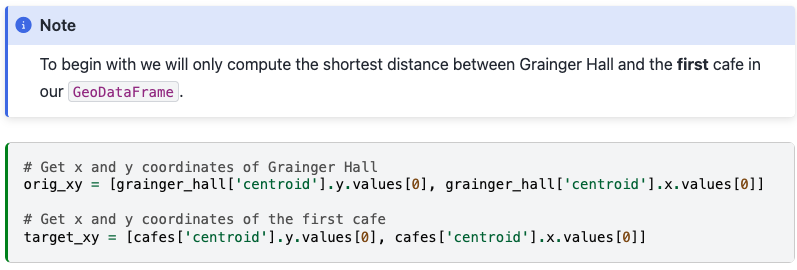 Note
To begin with we will only compute the shortest distance between Grainger Hall and the first cafe in
our GeoDataFrame.
# Get x and y coordinates of Grainger Hall
orig_xy = [grainger_hall['centroid'].y.values[0], grainger_hall['centroid'].x.values[0]]
# Get x and y coordinates of the first cafe
target_xy = [cafes['centroid'].y.values[0], cafes['centroid'].x.values[0]]